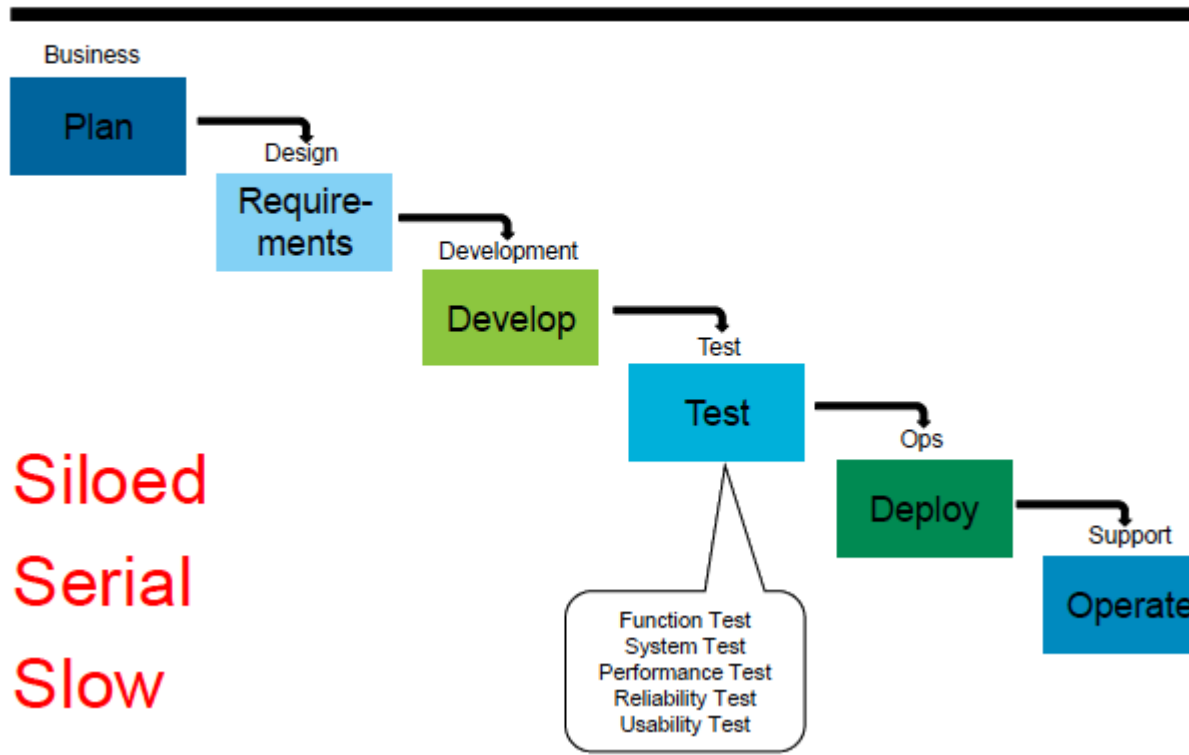 Business
Plan
Design
Require-
ments
Development
Develop
Test
Test
Ops
Deploy
Support
Operate
Siloed
Serial
Slow
Function Test
System Test
Performance Test
Reliability Test
Usability Test